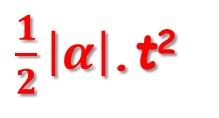 ½ |α| . t²